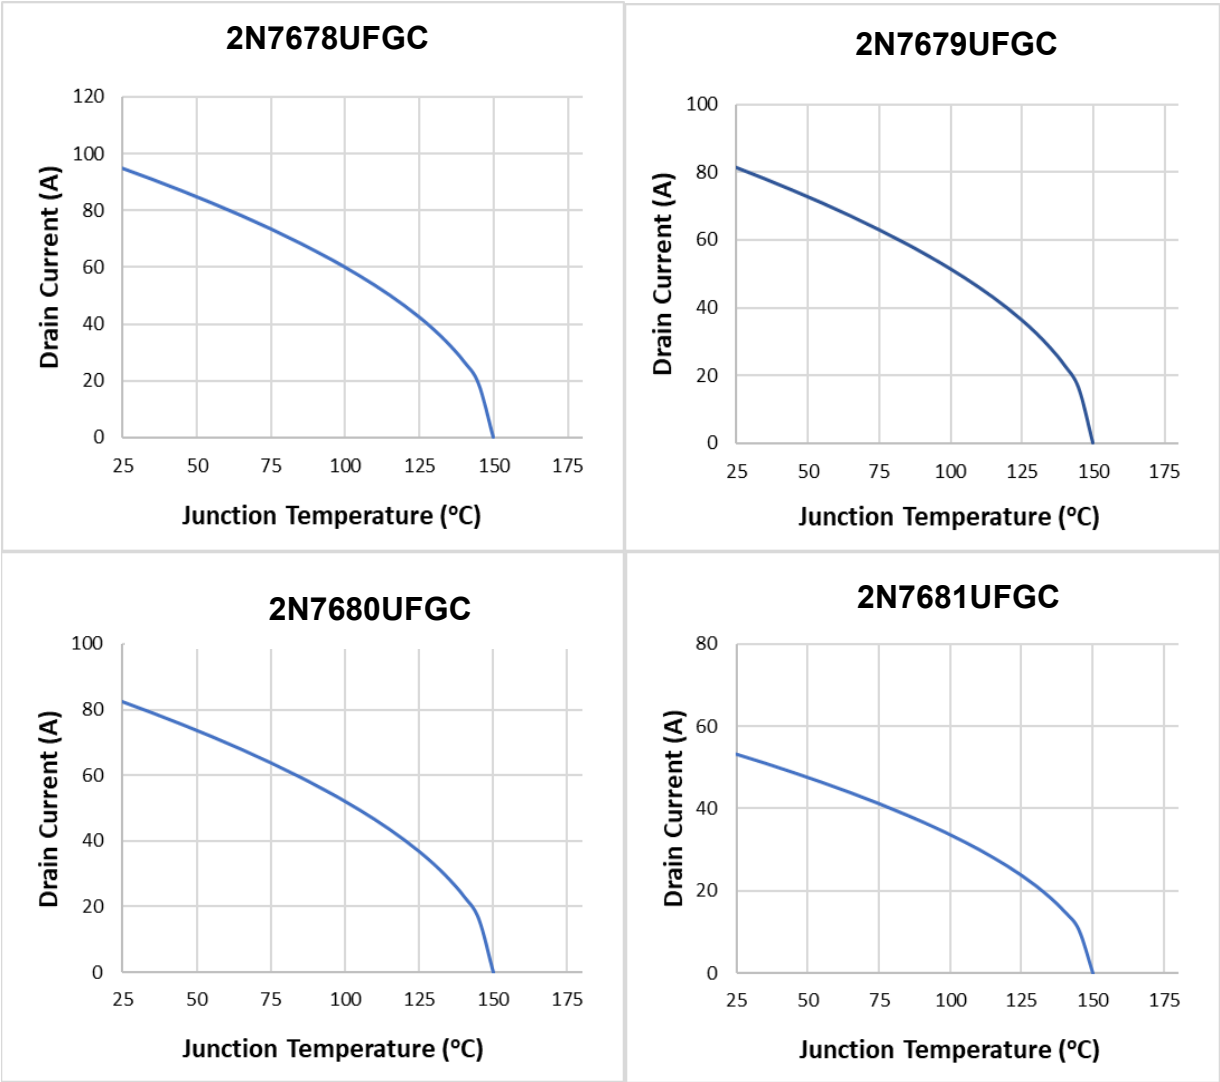 2N7678UFGC
120
100
80
60
40
20
0
Drain Current (A)
25 50 75 100 125 150 175
Junction Temperature (°C)
2N7679UFGC
100
80
60
40
20
0
Drain Current (A)
25 50 75 100 125 150 175
Junction Temperature (°C)
2N7680UFGC
100
80
60
40
20
0
Drain Current (A)
25 50 75 100 125 150 175
Junction Temperature (°C)
2N7681UFGC
80
60
40
20
0
Drain Current (A)
25 50 75 100 125 150 175
Junction Temperature (°C)